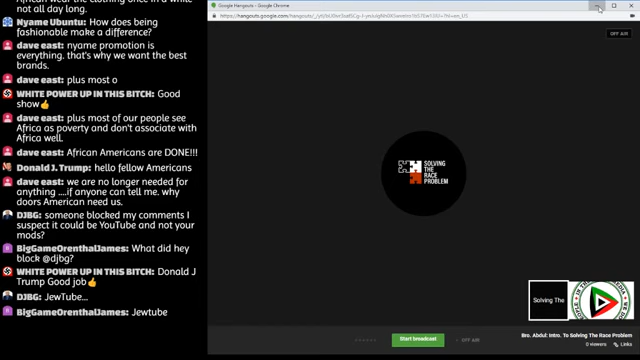 African wear the clothing once in a while
not all day long.
Nyame Ubuntu: How does being
fashionable make a difference?
dave east: nyame promotion is
everything. that's why we want the best
brands.
dave east: plus most o
WHITE POWER UP IN THIS BITCH: Good
show👍
dave east: plus most of our people see
Africa as poverty and don't associate with
Africa well.
dave east: African Americans are DONE!!!
Donald J. Trump: hello fellow Americans
dave east: we are no longer needed for
anything ....if anyone can tell me. why
doors American need us.
DJBG: someone blocked my comments I
suspect it could be YouTube and not your
mods?
BigGameOrenthalJames: What did hey
block @djbg?
WHITE POWER UP IN THIS BITCH: Donald J
Trump Good job👍
DJBG: JewTube...
BigGameOrenthalJames: Jewtube
Google Hangouts - Google Chrome
OFF AIR
SOLVING
THE
RACE
PROBLEM
Solving The
Bro. Abdul: Intro. To Solving The Race Problem
0 viewers
Links
Start broadcast
OFF AIR